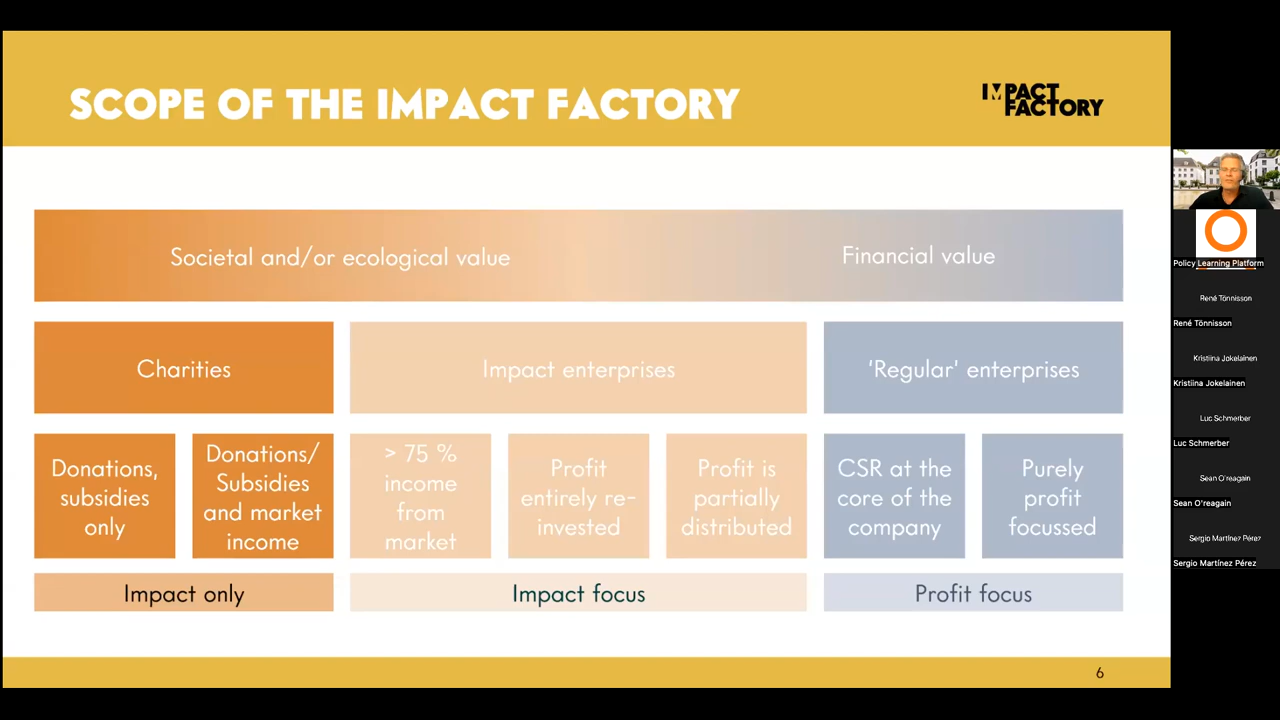 SCOPE OF THE IMPACT FACTORY
IMPACT
FACTORY
Societal and/or ecological value
Financial value
Charities
Impact enterprises
'Regular' enterprises
Donations,
subsidies
only
Donations/
Subsidies
and market
income
> 75 %
income
from
market
Profit
entirely re-
invested
Profit is
partially
distributed
CSR at the
core of the
company
Purely
profit
focussed
Impact only
Impact focus
Profit focus
6
Policy Learning Platform
René Tõnnisson
René Tõnnisson
Kristiina Jokelainen
Kristiina Jokelainen
Luc Schmerber
Luc Schmerber
Sean O'reagain
Sean O'reagain
Sergio Martínez Pérez
Sergio Martínez Pérez